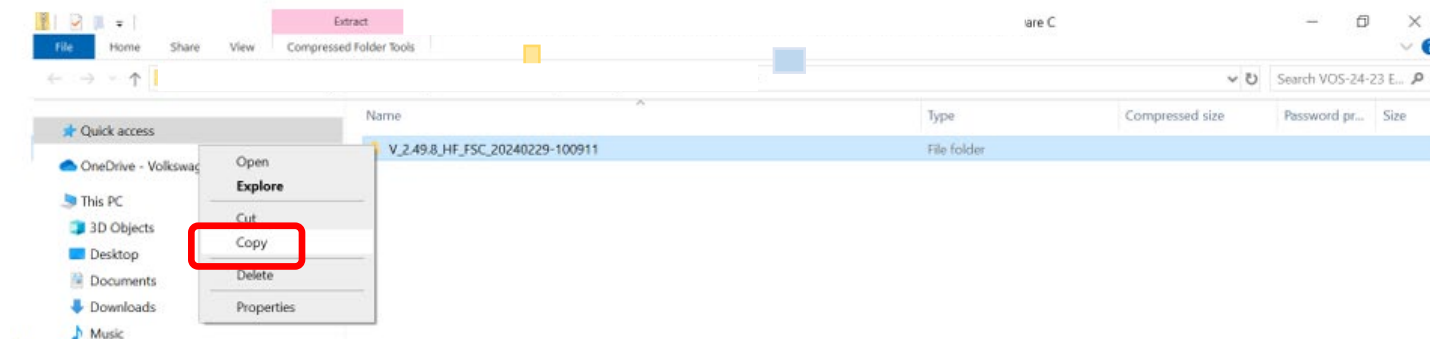 Extract
are C
File Home Share View Compressed Folder Tools
Search VOS-24-23 E...
Name Type Compressed size Password pr... Size
Quick access
V_2.49.8_HF_FSC_20240229-100911 File folder
OneDrive - Volkswag
This PC
3D Objects
Desktop
Documents
Downloads
Music
Open
Explore
Cut
Copy
Delete
Properties